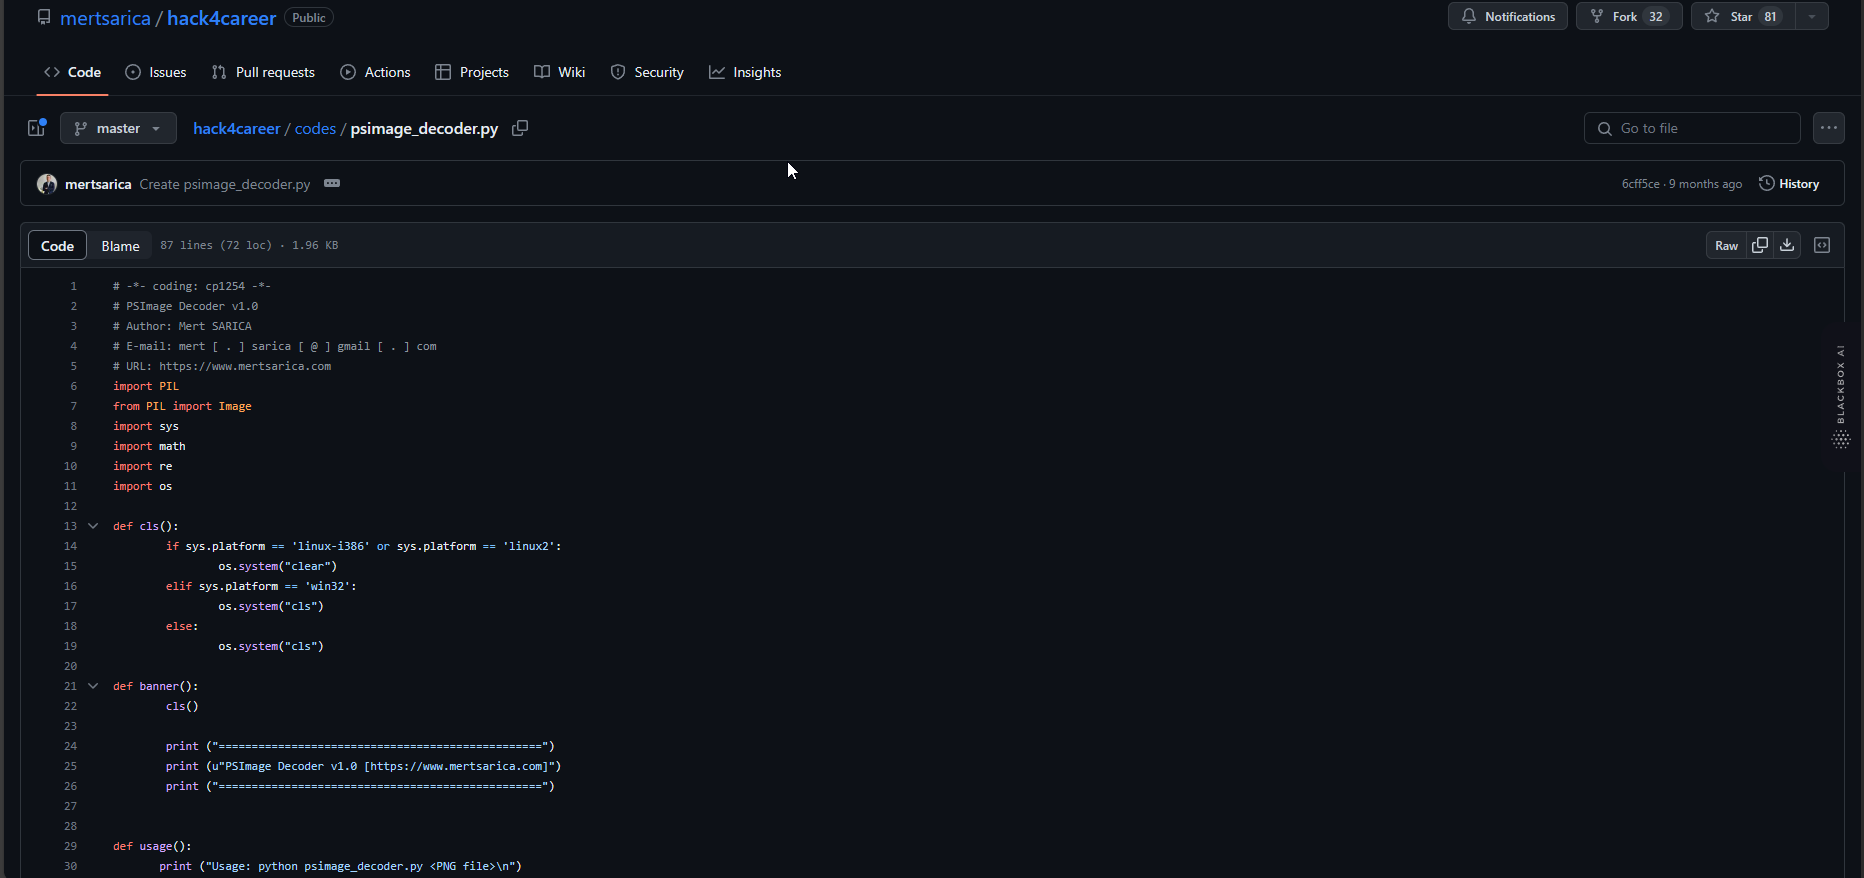 mertsarica / hack4career Public Notifications Fork 32 Star 81
Code Issues Pull requests Actions Projects Wiki Security Insights
master hack4career / codes / psimage_decoder.py Go to file
mertsarica Create psimage_decoder.py 6cff5ce · 9 months ago History
Code Blame 87 lines (72 loc) · 1.96 KB Raw
1 # -*- coding: cp1254 -*-
2 # PSImage Decoder v1.0
3 # Author: Mert SARICA
4 # E-mail: mert [ . ] sarica [ @ ] gmail [ . ] com
5 # URL: https://www.mertsarica.com
6 import PIL
7 from PIL import Image
8 import sys
9 import math
10 import re
11 import os
12
13 def cls():
14 if sys.platform == 'linux-i386' or sys.platform == 'linux2':
15 os.system("clear")
16 elif sys.platform == 'win32':
17 os.system("cls")
18 else:
19 os.system("cls")
20
21 def banner():
22 cls()
23
24 print ("=================================================")
25 print (u"PSImage Decoder v1.0 [https://www.mertsarica.com]")
26 print ("=================================================")
27
28
29 def usage():
30 print ("Usage: python psimage_decoder.py <PNG file>\n")
BLACKBOX AI